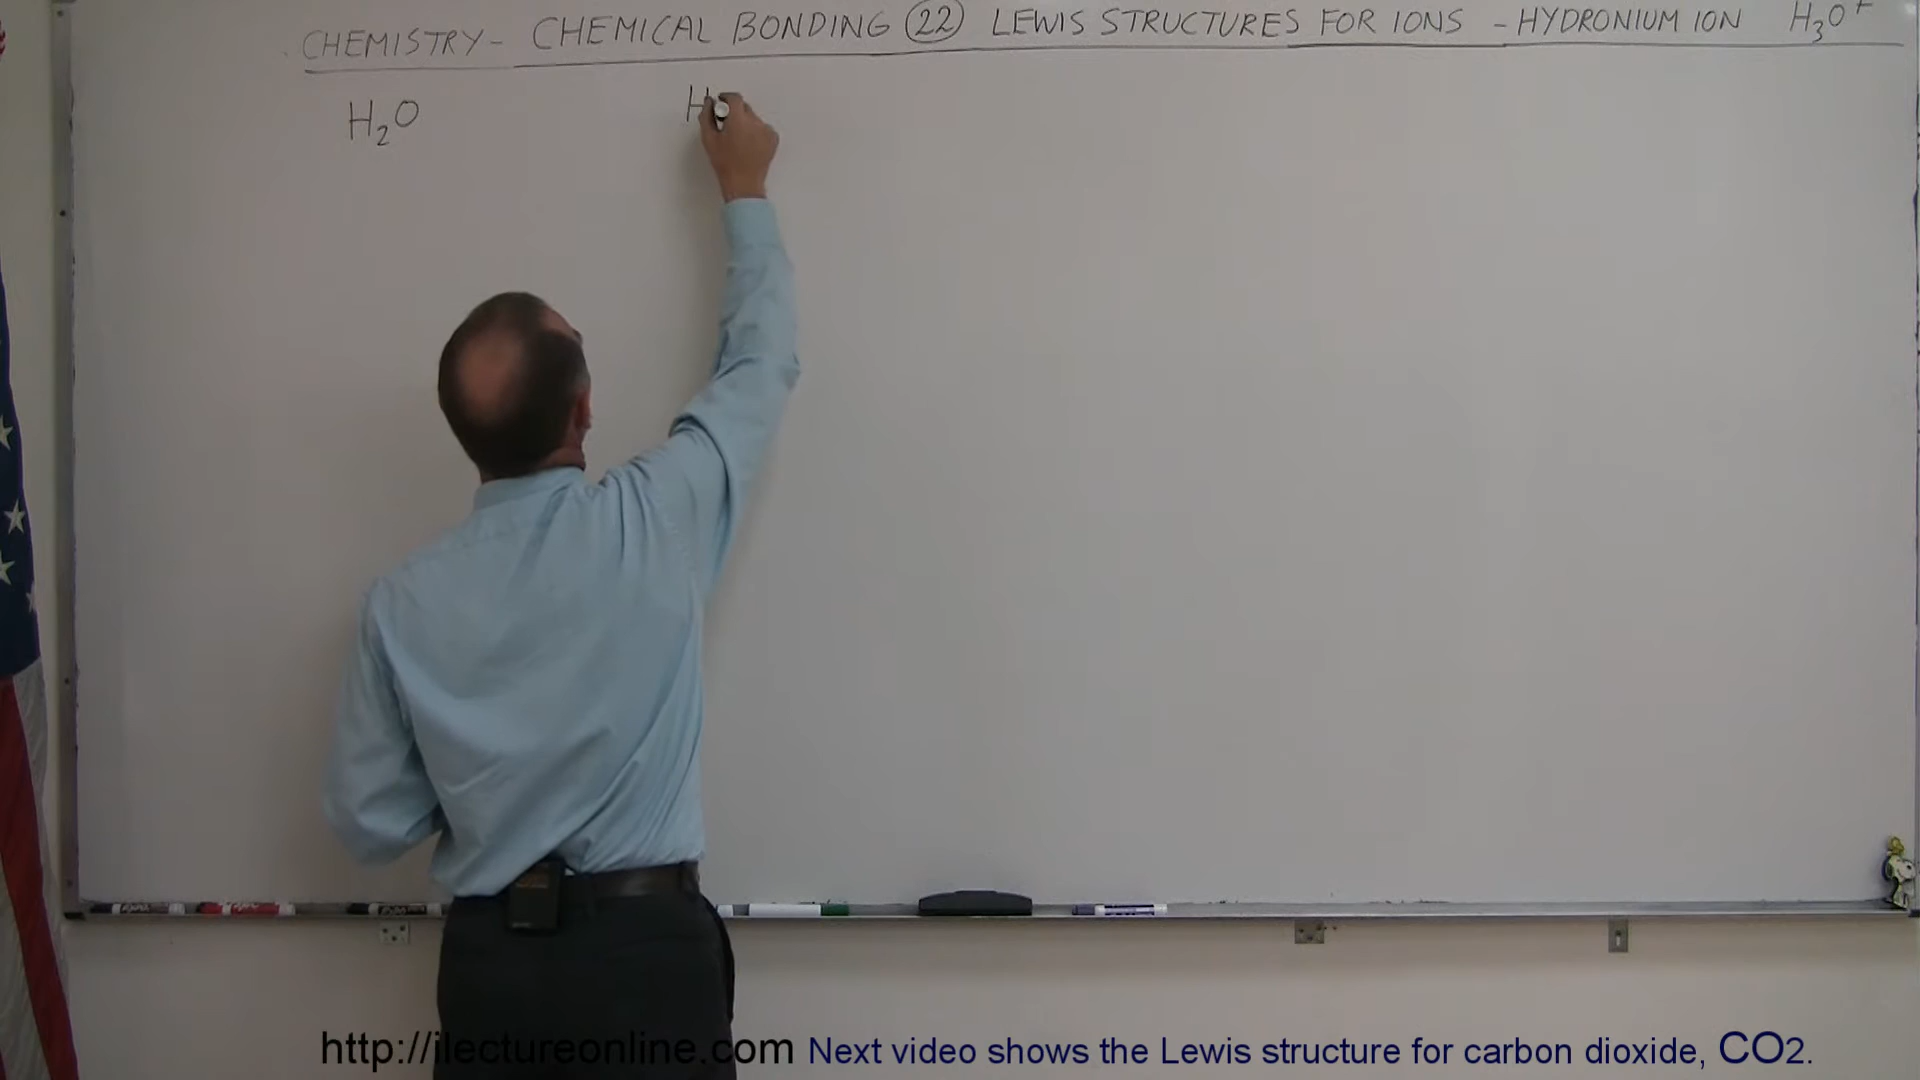 CHEMISTRY- CHEMICAL BONDING 22 LEWIS STRUCTURES FOR IONS - HYDRONIUM ION H3O+
H2O H
http://ilectureonline.com Next video shows the Lewis structure for carbon dioxide, CO2.